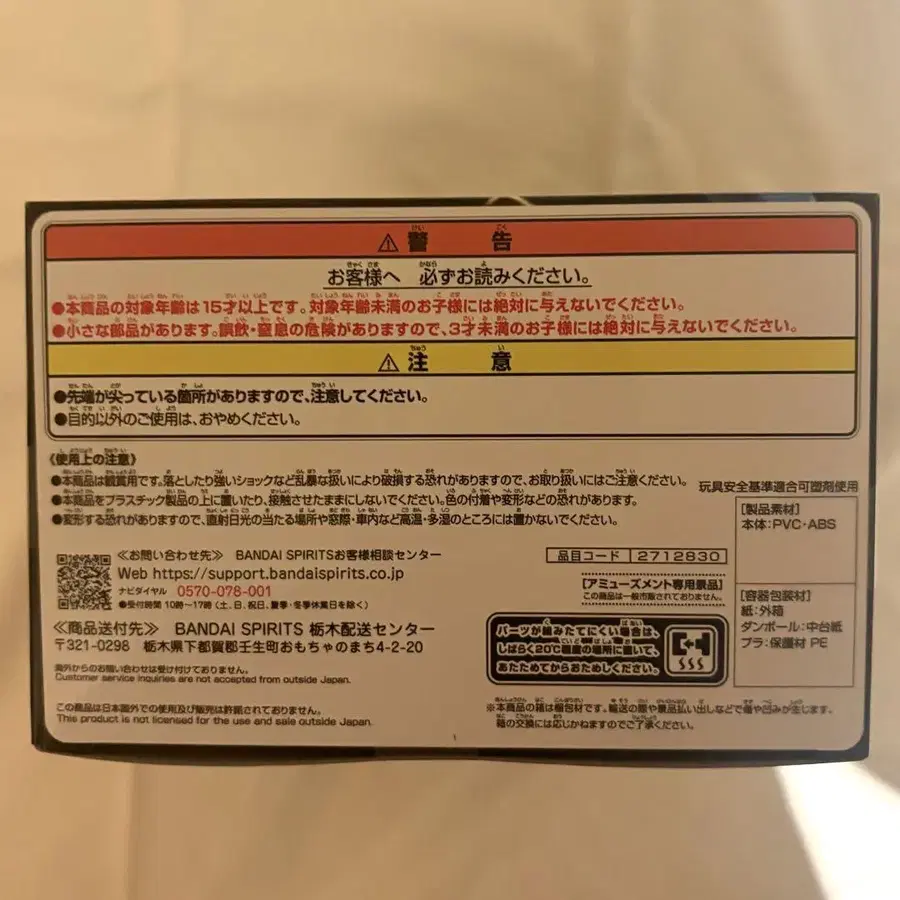 ⚠警告
お客様へ 必ずお読みください。
●本商品の対象年齢は15才以上です。対象年齢未満のお子様には絶対に与えないでください。
●小さな部品があります。誤飲・窒息の危険がありますので、3才未満のお子様には絶対に与えないでください。
⚠注意
●先端が尖っている箇所がありますので、注意してください。
●目的以外のご使用は、おやめください。
《使用上の注意》
●本商品は観賞用です。落としたり強いショックなど乱暴な扱いにより破損する恐れがありますので、お取り扱いにはご注意ください。
●本商品をプラスチック製品の上に置いたり、接触させたままにしないでください。色の付着や変形などの恐れがあります。
●変形する恐れがありますので、直射日光の当たる場所や窓際・車内など高温・多湿のところには置かないでください。
玩具安全基準適合可塑剤使用
[製品素材]
本体:PVC・ABS
[容器包装材]
紙:外箱
ダンボール:中台紙
プラ:保護材 PE
≪お問い合わせ先≫ BANDAI SPIRITSお客様相談センター
Web https://support.bandaispirits.co.jp
ナビダイヤル 0570-078-001
●受付時間 10時〜17時(土、日、祝日、夏季・冬季休業日を除く)
≪商品送付先≫ BANDAI SPIRITS 栃木配送センター
〒321-0298 栃木県下都賀郡壬生町おもちゃのまち4-2-20
海外からのお問い合わせは受け付けておりません。
Customer service inquiries are not accepted from outside Japan.
この商品は日本国外での使用及び販売は許諾されておりません。
This product is not licensed for the use and sale outside Japan.
品目コード 2712830
[アミューズメント専用景品]
この商品は一般市販されておりません。
パーツが組みたてにくい場合は、
しばらく20℃程度の場所に置いて、
あたためてからおためしください。
※本商品の箱は梱包材です。輸送の際や景品払い出しなどで傷や凹みが生じます。
箱の交換には応じかねますのでご了承ください。